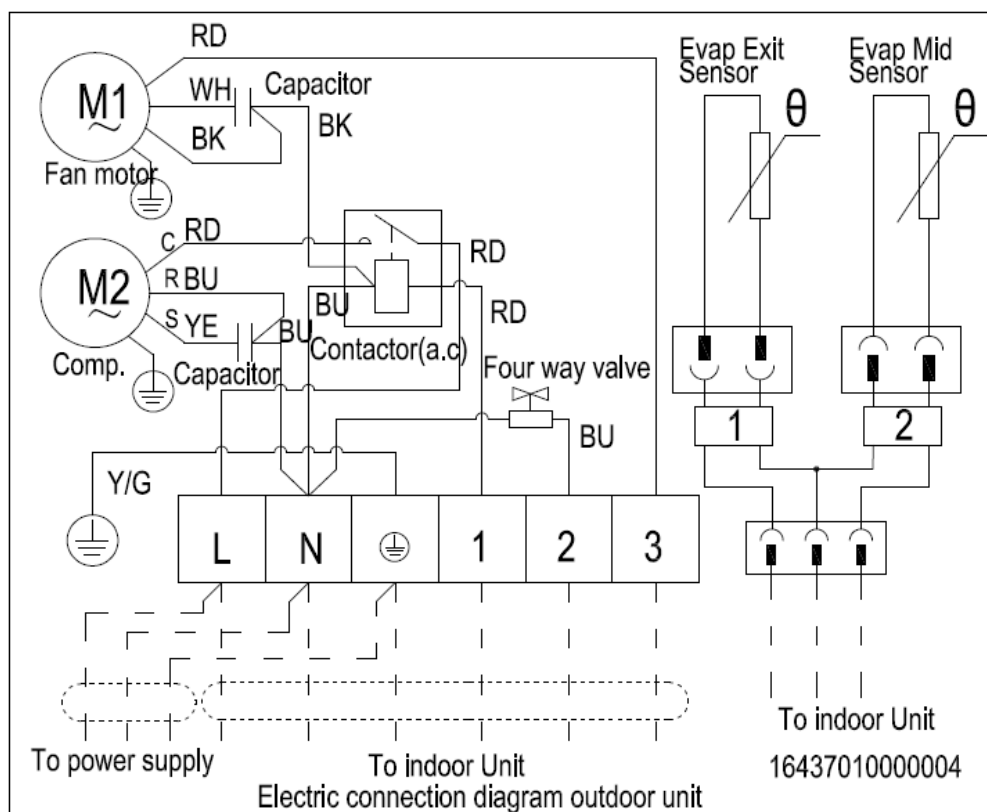 RD
Evap Exit
Sensor
Evap Mid
Sensor
M1
~
WH
Capacitor
BK
BK
θ
θ
Fan motor
C RD
RD
M2
~
R BU
BU
RD
S YE
BU
Contactor(a.c)
Comp.
Capacitor
Four way valve
BU
1
2
Y/G
L
N
1
2
3
To indoor Unit
To power supply
To indoor Unit
16437010000004
Electric connection diagram outdoor unit